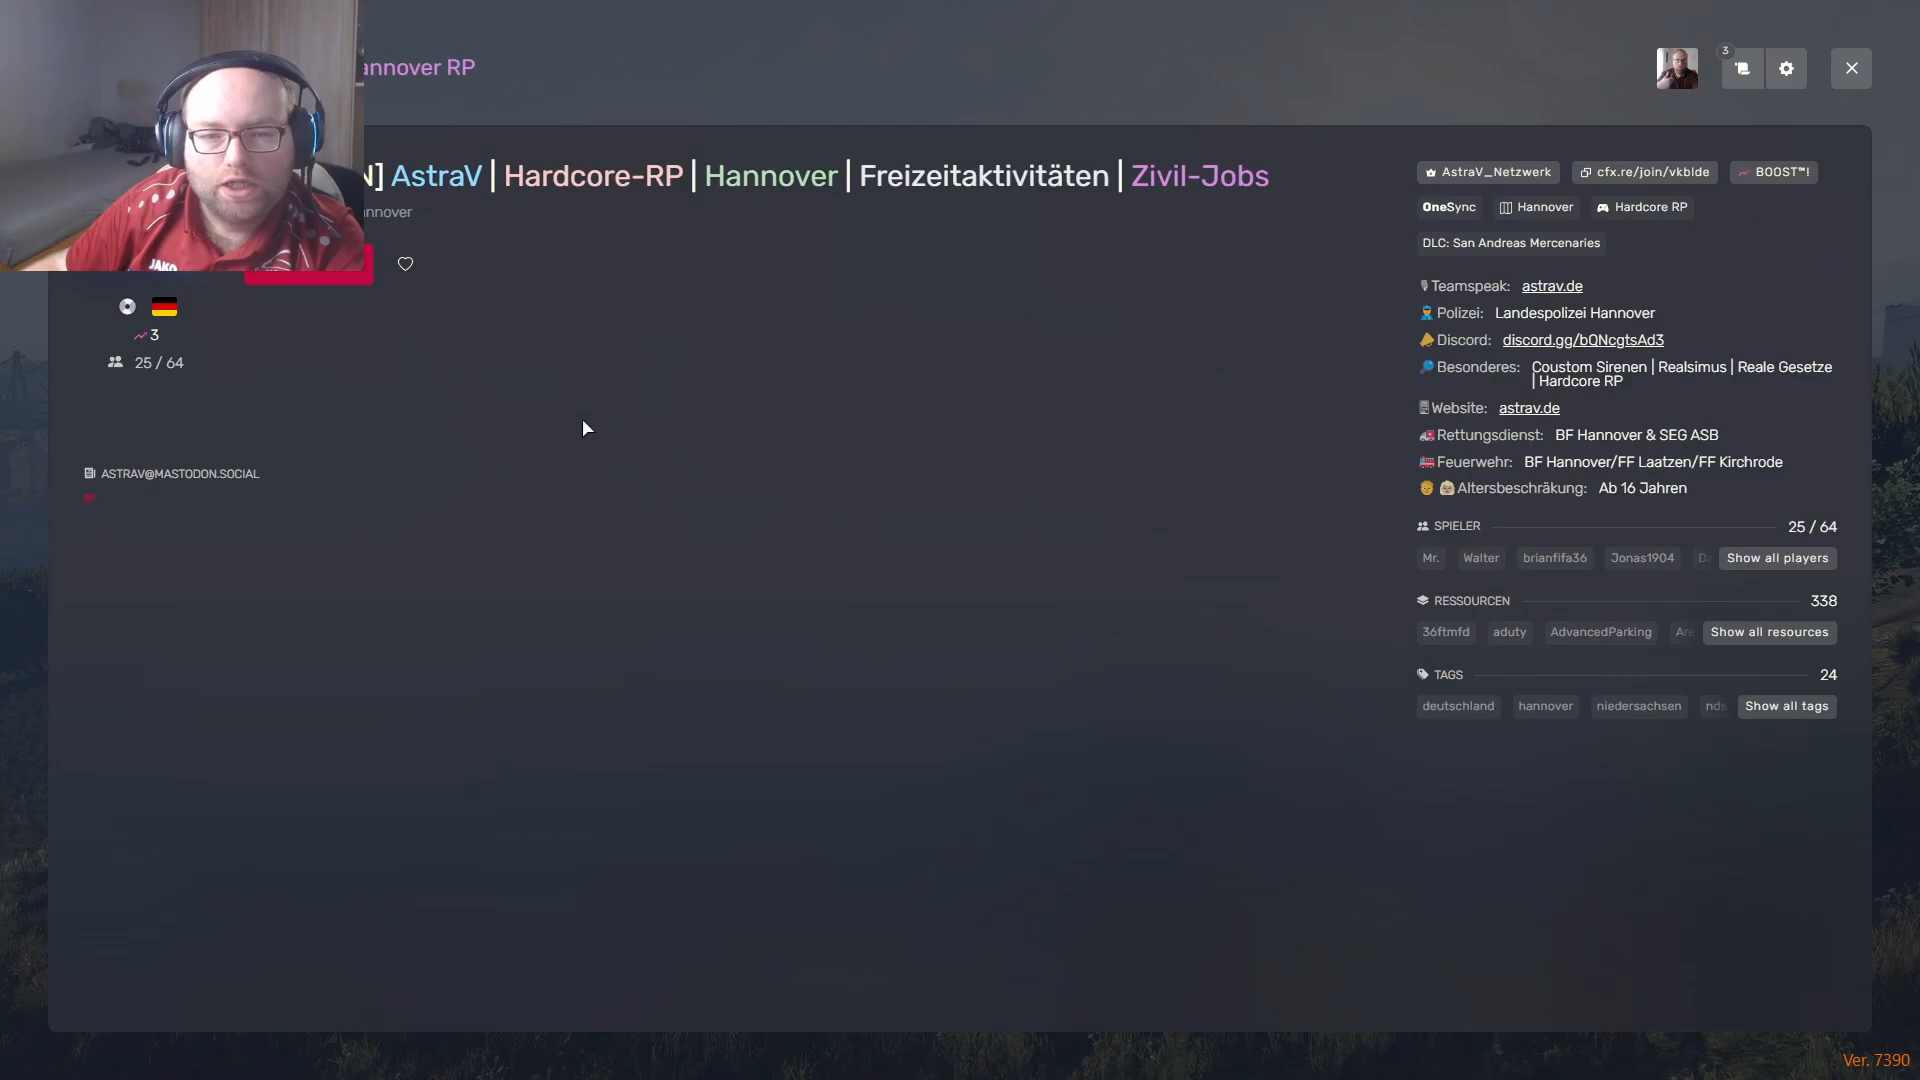 annover RP
3
N] AstraV | Hardcore-RP | Hannover | Freizeitaktivitäten | Zivil-Jobs
annover
JAKO
3
25 / 64
ASTRAV@MASTODON.SOCIAL
AstraV_Netzwerk cfx.re/join/vkblde BOOST™!
OneSync Hannover Hardcore RP
DLC: San Andreas Mercenaries
Teamspeak: astrav.de
Polizei: Landespolizei Hannover
Discord: discord.gg/bQNcgtsAd3
Besonderes: Coustom Sirenen | Realsimus | Reale Gesetze
| Hardcore RP
Website: astrav.de
Rettungsdienst: BF Hannover & SEG ASB
Feuerwehr: BF Hannover/FF Laatzen/FF Kirchrode
Altersbeschräkung: Ab 16 Jahren
SPIELER 25 / 64
Mr. Walter brianfifa36 Jonas1904 Show all players
RESSOURCEN 338
36ftmfd aduty AdvancedParking Show all resources
TAGS 24
deutschland hannover niedersachsen nds Show all tags
Ver. 7390